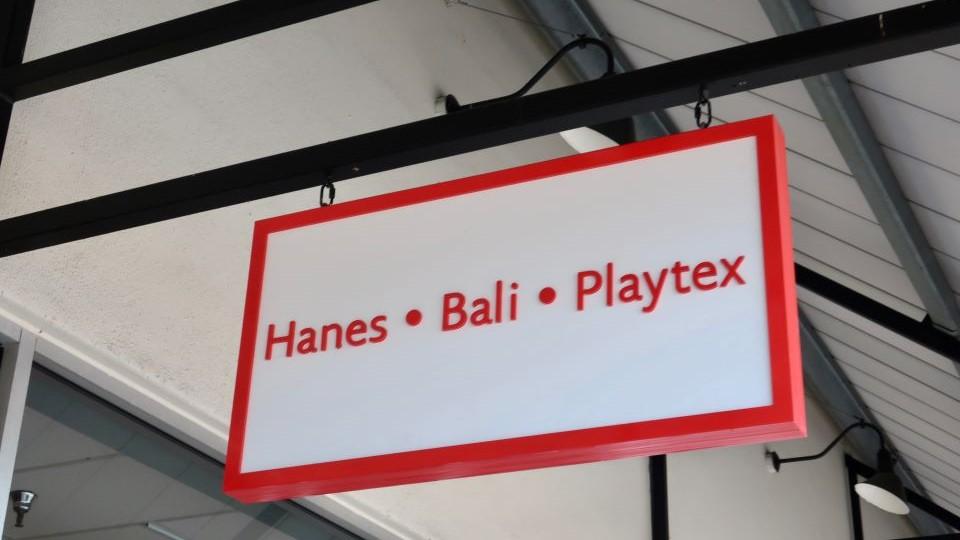 Hanes • Bali • Playtex